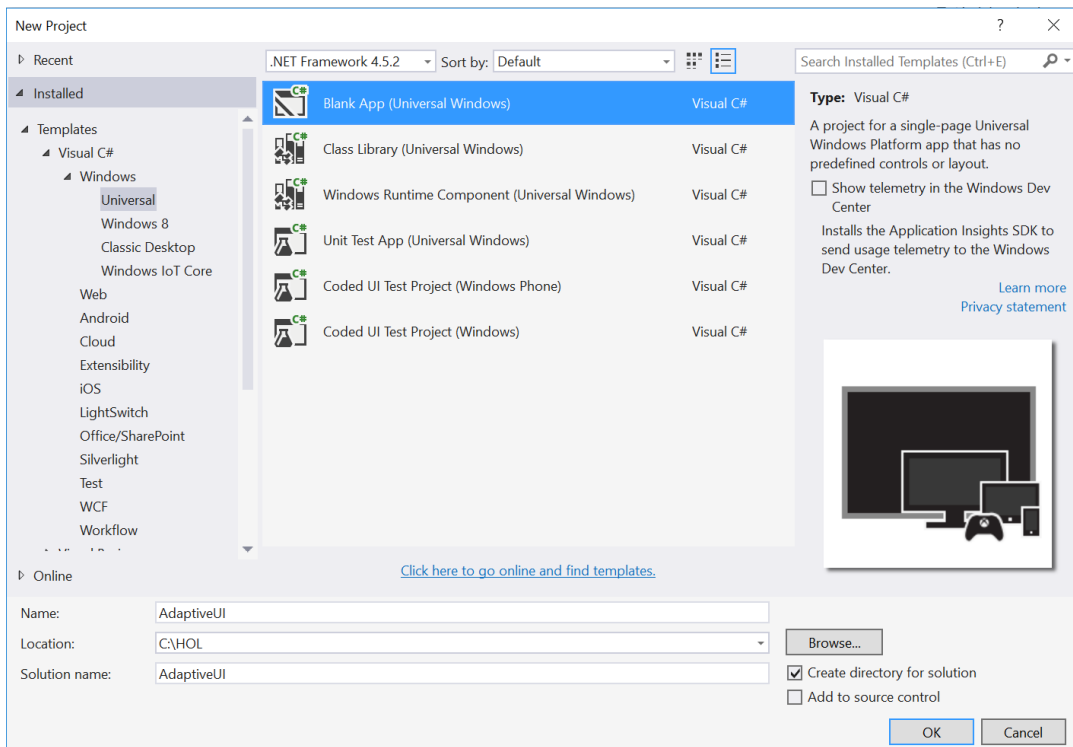 New Project
?
Recent
.NET Framework 4.5.2
Sort by: Default
Search Installed Templates (Ctrl+E)
Installed
Templates
Visual C#
Windows
Universal
Windows 8
Classic Desktop
Windows IoT Core
Web
Android
Cloud
Extensibility
iOS
LightSwitch
Office/SharePoint
Silverlight
Test
WCF
Workflow
Online
C# Blank App (Universal Windows) Visual C#
C# Class Library (Universal Windows) Visual C#
C# Windows Runtime Component (Universal Windows) Visual C#
C# Unit Test App (Universal Windows) Visual C#
C# Coded UI Test Project (Windows Phone) Visual C#
C# Coded UI Test Project (Windows) Visual C#
Click here to go online and find templates.
Type: Visual C#
A project for a single-page Universal
Windows Platform app that has no
predefined controls or layout.
Show telemetry in the Windows Dev
Center
Installs the Application Insights SDK to
send usage telemetry to the Windows
Dev Center.
Learn more
Privacy statement
Name: AdaptiveUI
Location: C:\HOL
Browse...
Solution name: AdaptiveUI
Create directory for solution
Add to source control
OK
Cancel